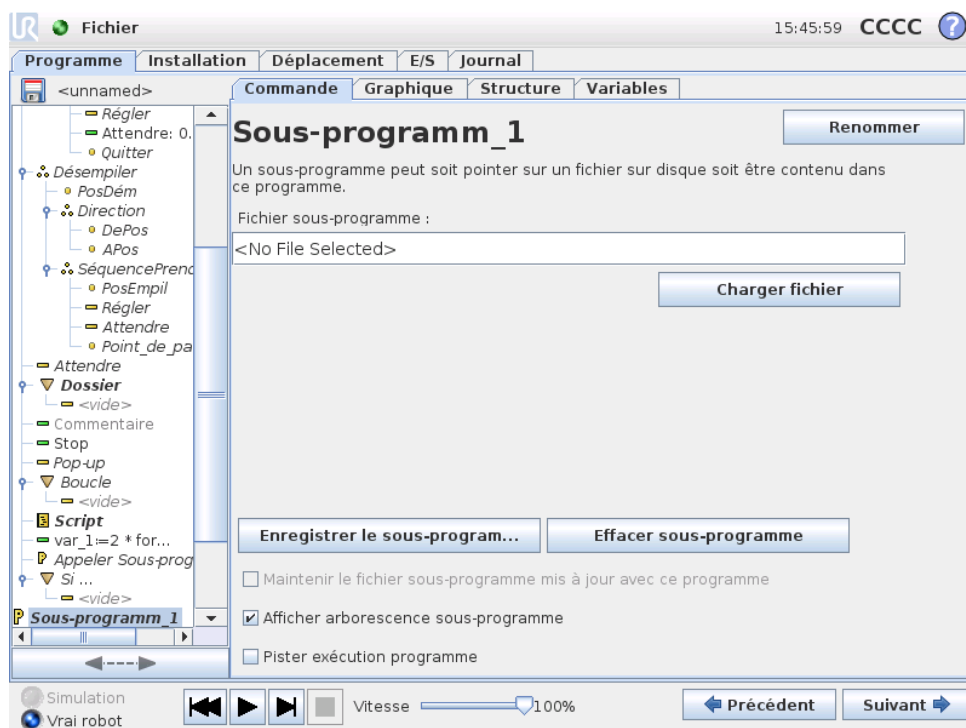 UR Fichier 15:45:59 CCCC ?
Programme Installation Déplacement E/S Journal
<unnamed>
Commande Graphique Structure Variables
Régler
Attendre: 0.
Quitter
Désempiler
PosDém
Direction
DePos
APos
SéquencePrend
PosEmpil
Régler
Attendre
Point_de_pa
Attendre
Dossier
<vide>
Commentaire
Stop
Pop-up
Boucle
<vide>
Script
var_1:=2 * for...
Appeler Sous-prog
Si ...
<vide>
Sous-programm_1
Sous-programm_1
Renommer
Un sous-programme peut soit pointer sur un fichier sur disque soit être contenu dans
ce programme.
Fichier sous-programme :
<No File Selected>
Charger fichier
Enregistrer le sous-program... Effacer sous-programme
Maintenir le fichier sous-programme mis à jour avec ce programme
Afficher arborescence sous-programme
Pister exécution programme
Simulation
Vrai robot
Vitesse 100%
Précédent Suivant